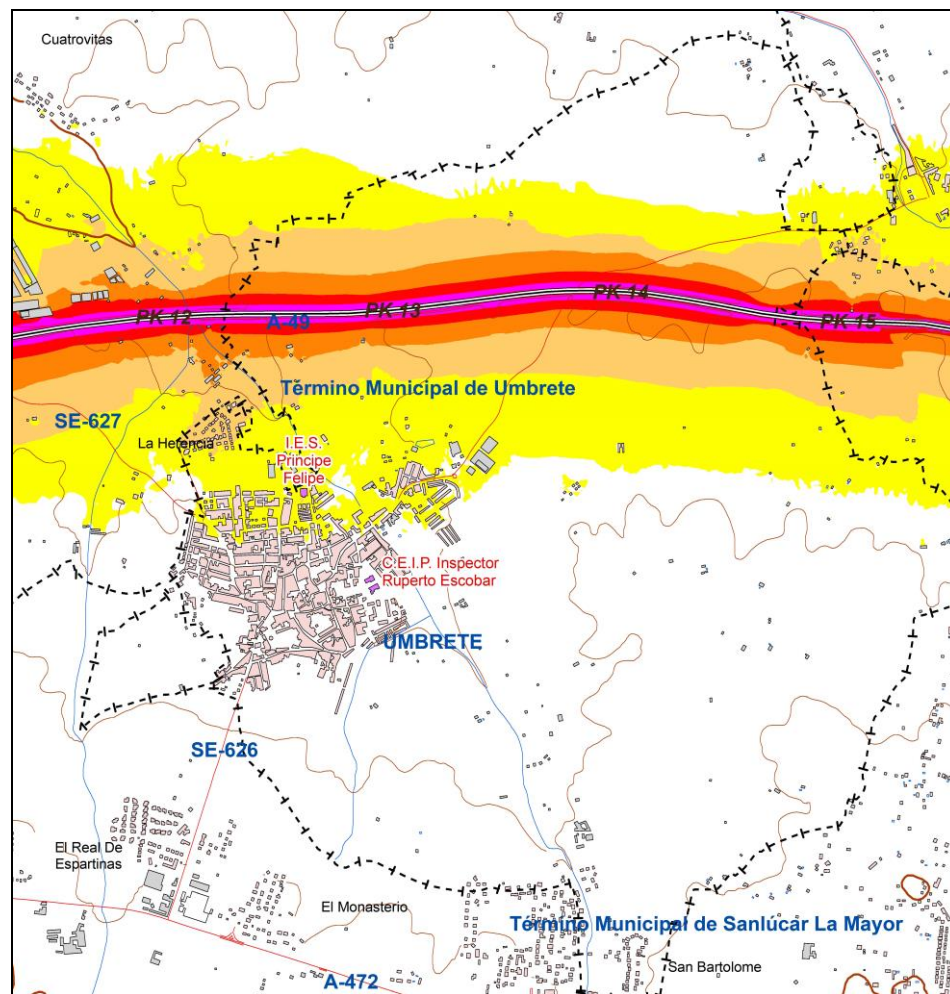 Cuatrovitas
PK 14
PK 13
PK 12
A-49
PK 15
Término Municipal de Umbrete
SE-627
La Herencia
I.E.S.
Príncipe
Felipe
C.E.I.P. Inspector
Ruperto Escobar
UMBRETE
SE-626
El Real De
Espartinas
El Monasterio
Término Municipal de Sanlúcar La Mayor
San Bartolome
A-472